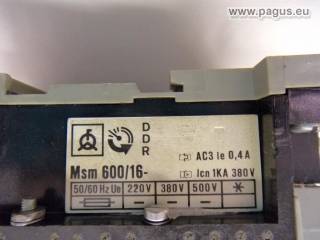 www.pagus.eu
D
D
R
AC3 Ie 0,4A
Msm 600/16-
Icn 1KA 380V
50/60 Hz Ue 220V 380V 500V